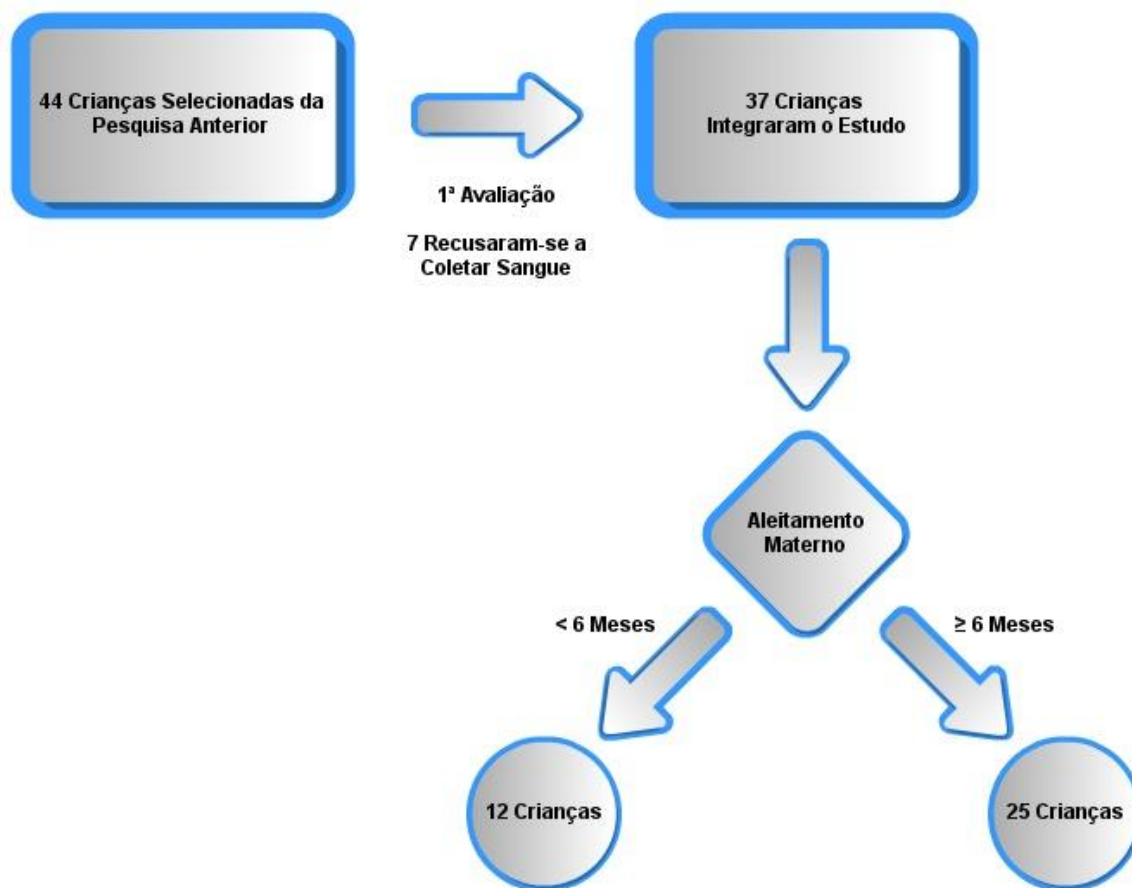 44 Crianças Selecionadas da
Pesquisa Anterior
1ª Avaliação
7 Recusaram-se a
Coletar Sangue
37 Crianças
Integraram o Estudo
Aleitamento
Materno
< 6 Meses
≥ 6 Meses
12 Crianças
25 Crianças